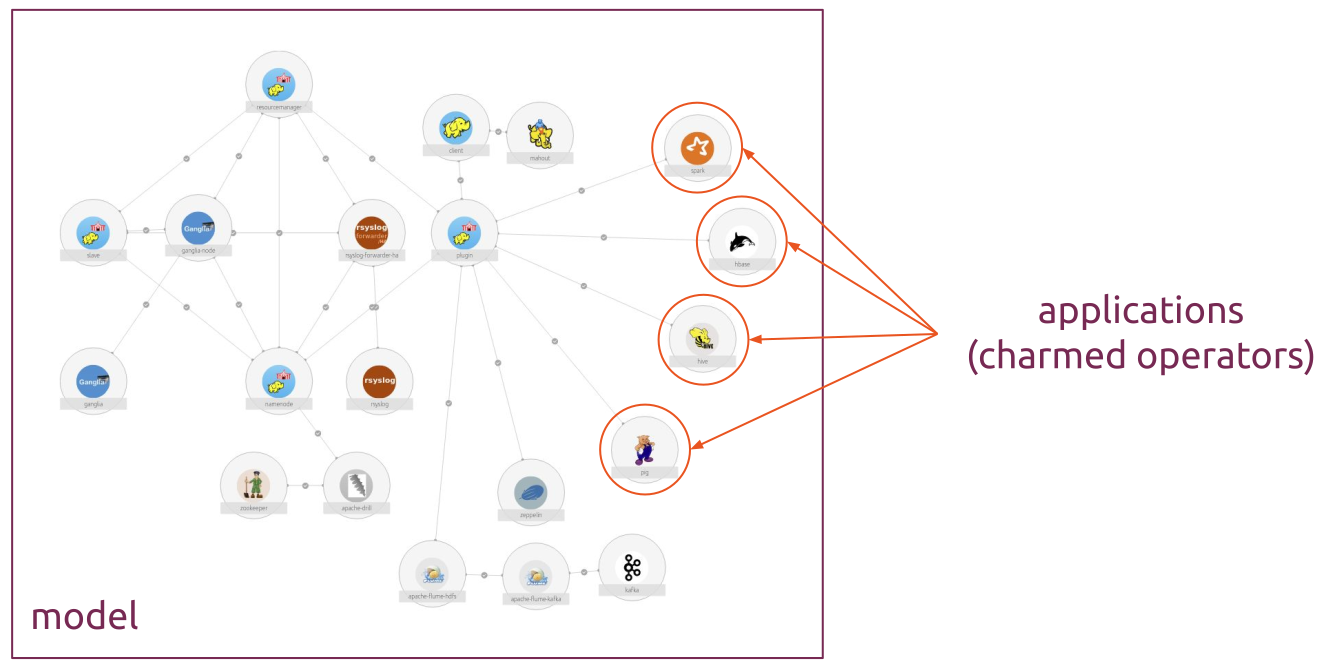 resourcemanager
client
mahout
spark
slave
Ganglia
ganglia-node
rsyslog
forwarder
rsyslog-forwarder-ha
plugin
hbase
applications
(charmed operators)
HIVE
hive
Ganglia
ganglia
namenode
rsyslog
rsyslog
pig
zookeeper
apache-drill
zeppelin
apache-flume-hdfs
apache-flume-kafka
kafka
model